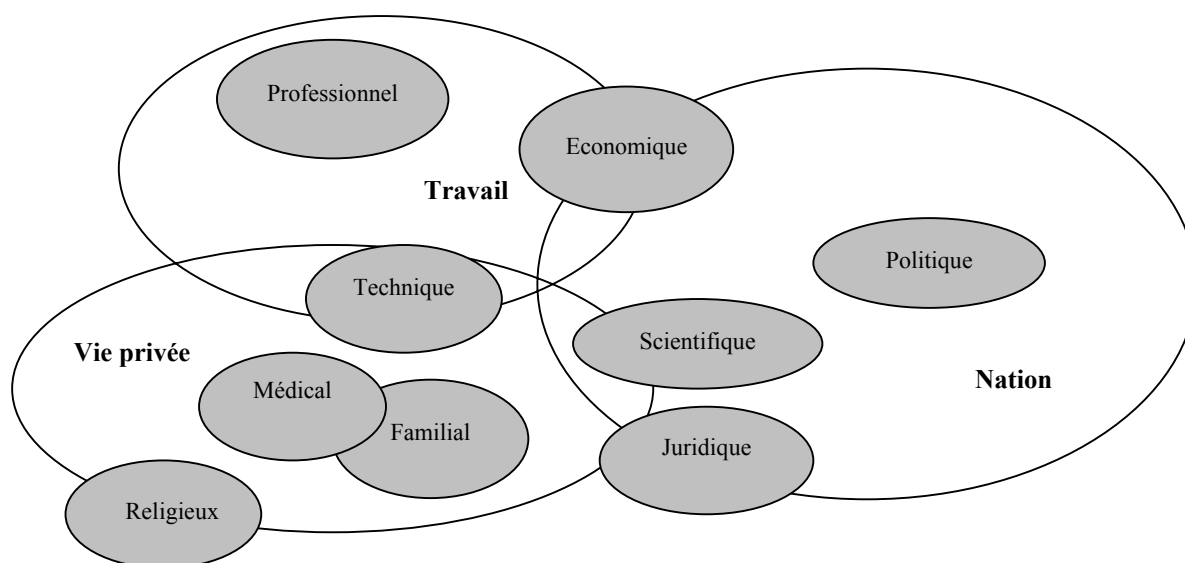 Professionnel
Economique
Travail
Politique
Technique
Scientifique
Vie privée
Nation
Médical
Familial
Juridique
Religieux